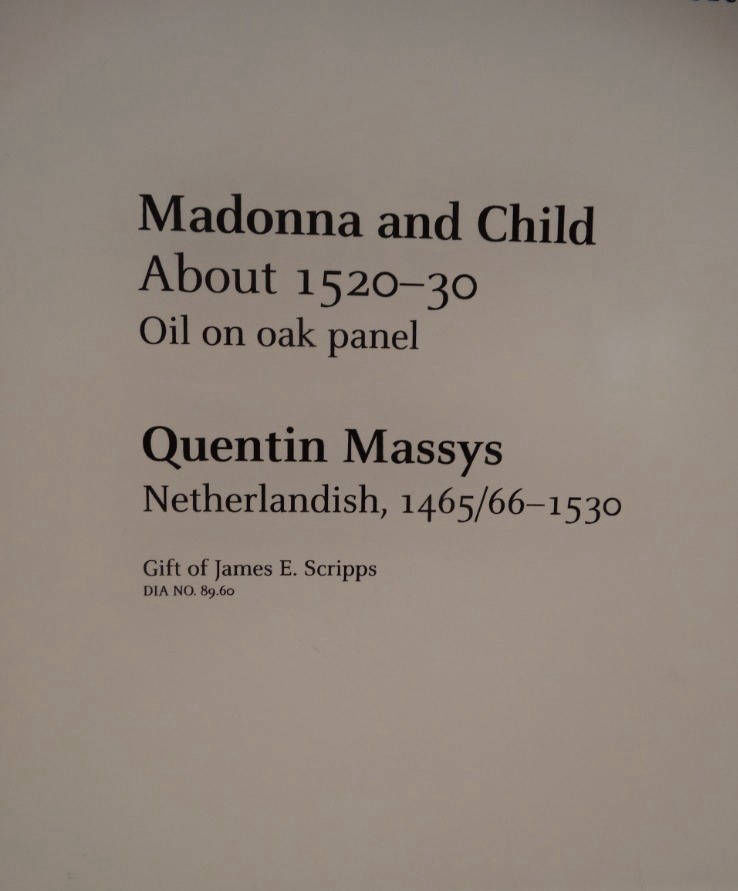 Madonna and Child
About 1520–30
Oil on oak panel
Quentin Massys
Netherlandish, 1465/66–1530
Gift of James E. Scripps
DIA NO. 89.60